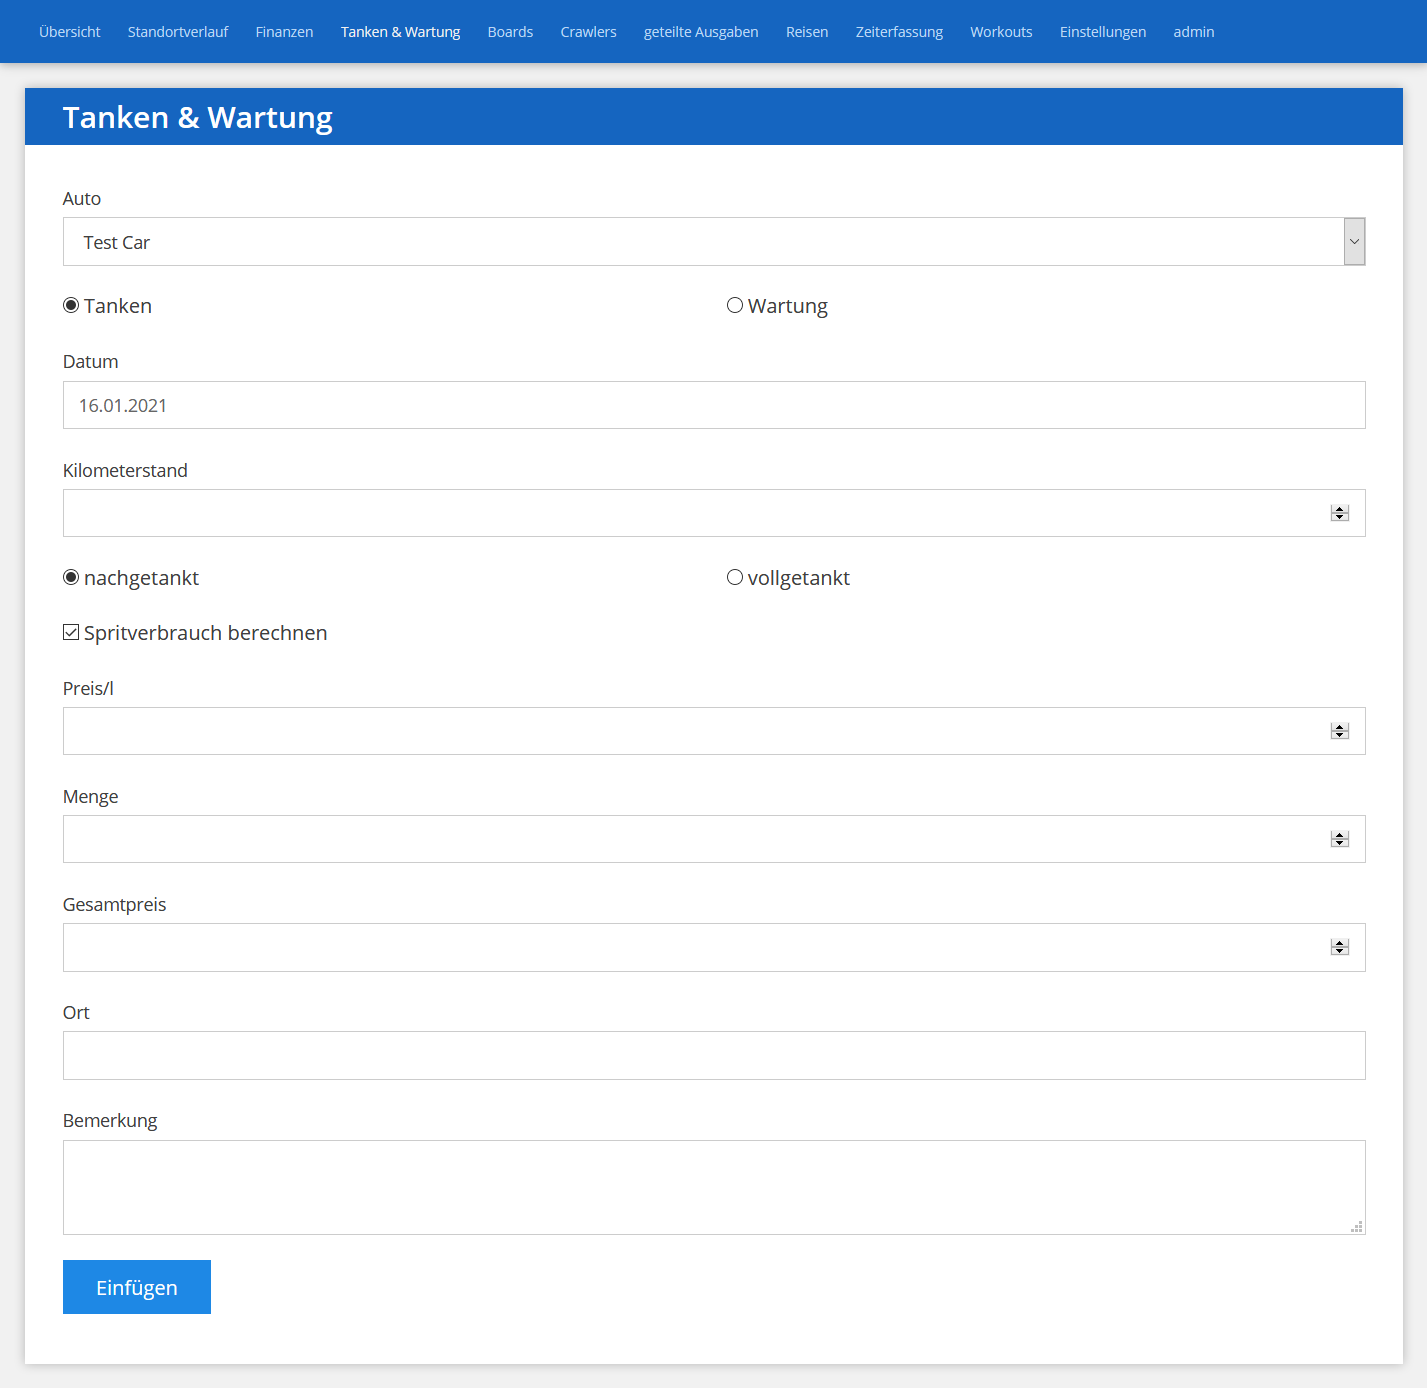 Übersicht Standortverlauf Finanzen Tanken & Wartung Boards Crawlers geteilte Ausgaben Reisen Zeiterfassung Workouts Einstellungen admin
Tanken & Wartung
Auto
Test Car
Tanken Wartung
Datum
16.01.2021
Kilometerstand
nachgetankt vollgetankt
Spritverbrauch berechnen
Preis/l
Menge
Gesamtpreis
Ort
Bemerkung
Einfügen